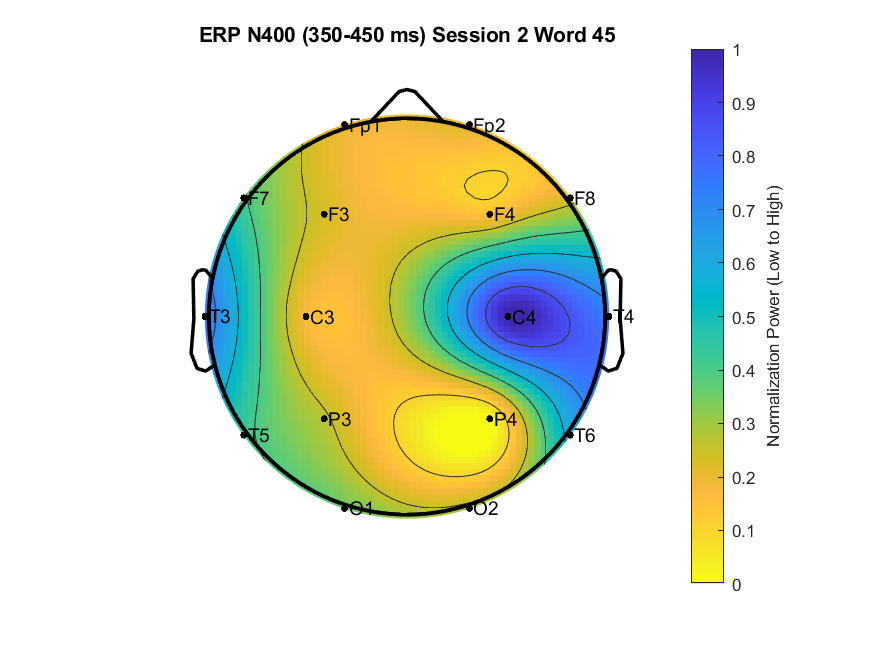 ERP N400 (350-450 ms) Session 2 Word 45
Fp1 Fp2
F7 F8
F3 F4
T3 C3 C4 T4
P3 P4
T5 T6
O1 O2
1
0.9
0.8
0.7
0.6
0.5
0.4
0.3
0.2
0.1
0
Normalization Power (Low to High)